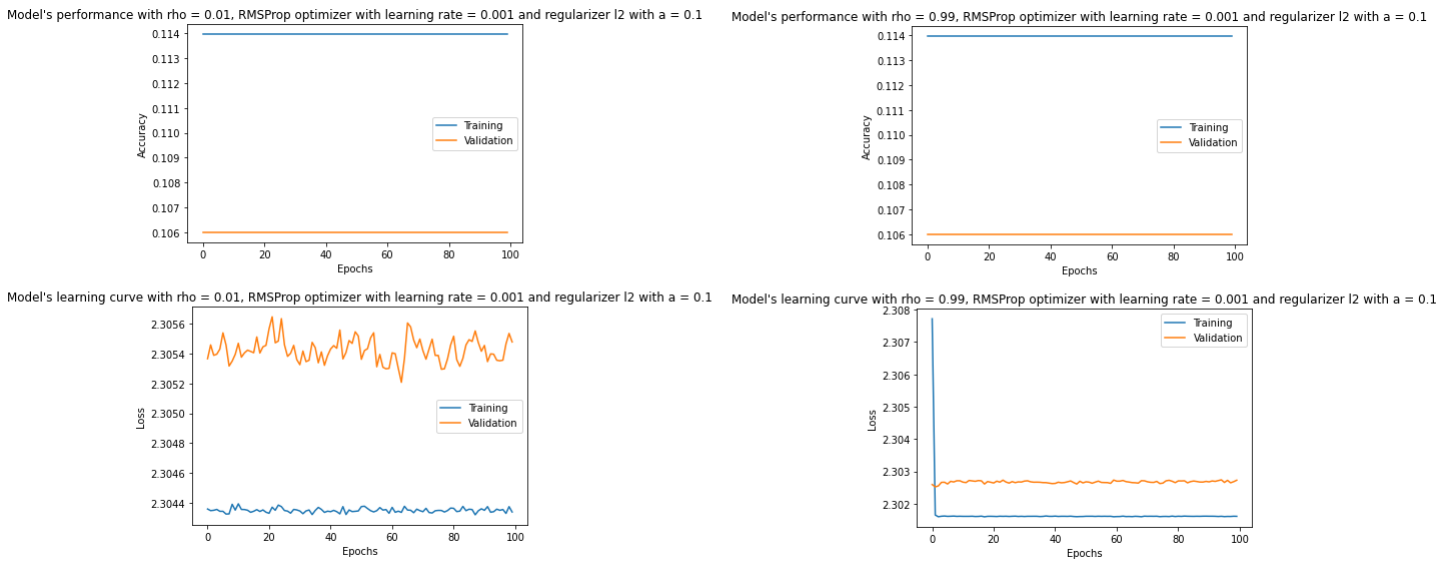 Model's performance with rho = 0.01, RMSProp optimizer with learning rate = 0.001 and regularizer l2 with a = 0.1
0.114
0.113
0.112
0.111
0.110
0.109
0.108
0.107
0.106
Accuracy
Training
Validation
0 20 40 60 80 100
Epochs
Model's performance with rho = 0.99, RMSProp optimizer with learning rate = 0.001 and regularizer l2 with a = 0.1
0.114
0.113
0.112
0.111
0.110
0.109
0.108
0.107
0.106
Accuracy
Training
Validation
0 20 40 60 80 100
Epochs
Model's learning curve with rho = 0.01, RMSProp optimizer with learning rate = 0.001 and regularizer l2 with a = 0.1
2.3056
2.3054
2.3052
2.3050
2.3048
2.3046
2.3044
Loss
Training
Validation
0 20 40 60 80 100
Epochs
Model's learning curve with rho = 0.99, RMSProp optimizer with learning rate = 0.001 and regularizer l2 with a = 0.1
2.308
2.307
2.306
2.305
2.304
2.303
2.302
Loss
Training
Validation
0 20 40 60 80 100
Epochs